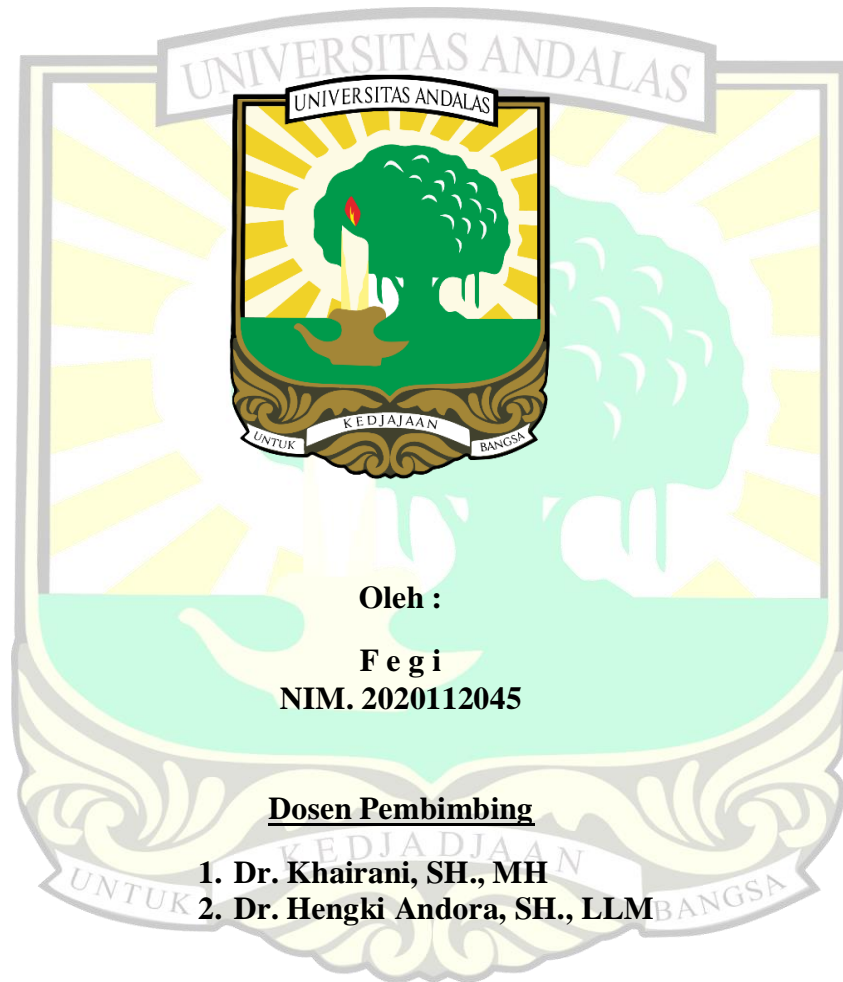 UNIVERSITAS ANDALAS
UNIVERSITAS ANDALAS
UNTUK KEDJAJAAN BANGSA
Oleh :
F e g i
NIM. 2020112045
Dosen Pembimbing
1. Dr. Khairani, SH., MH
2. Dr. Hengki Andora, SH., LLM
UNTUK KEDJADJAAN BANGSA